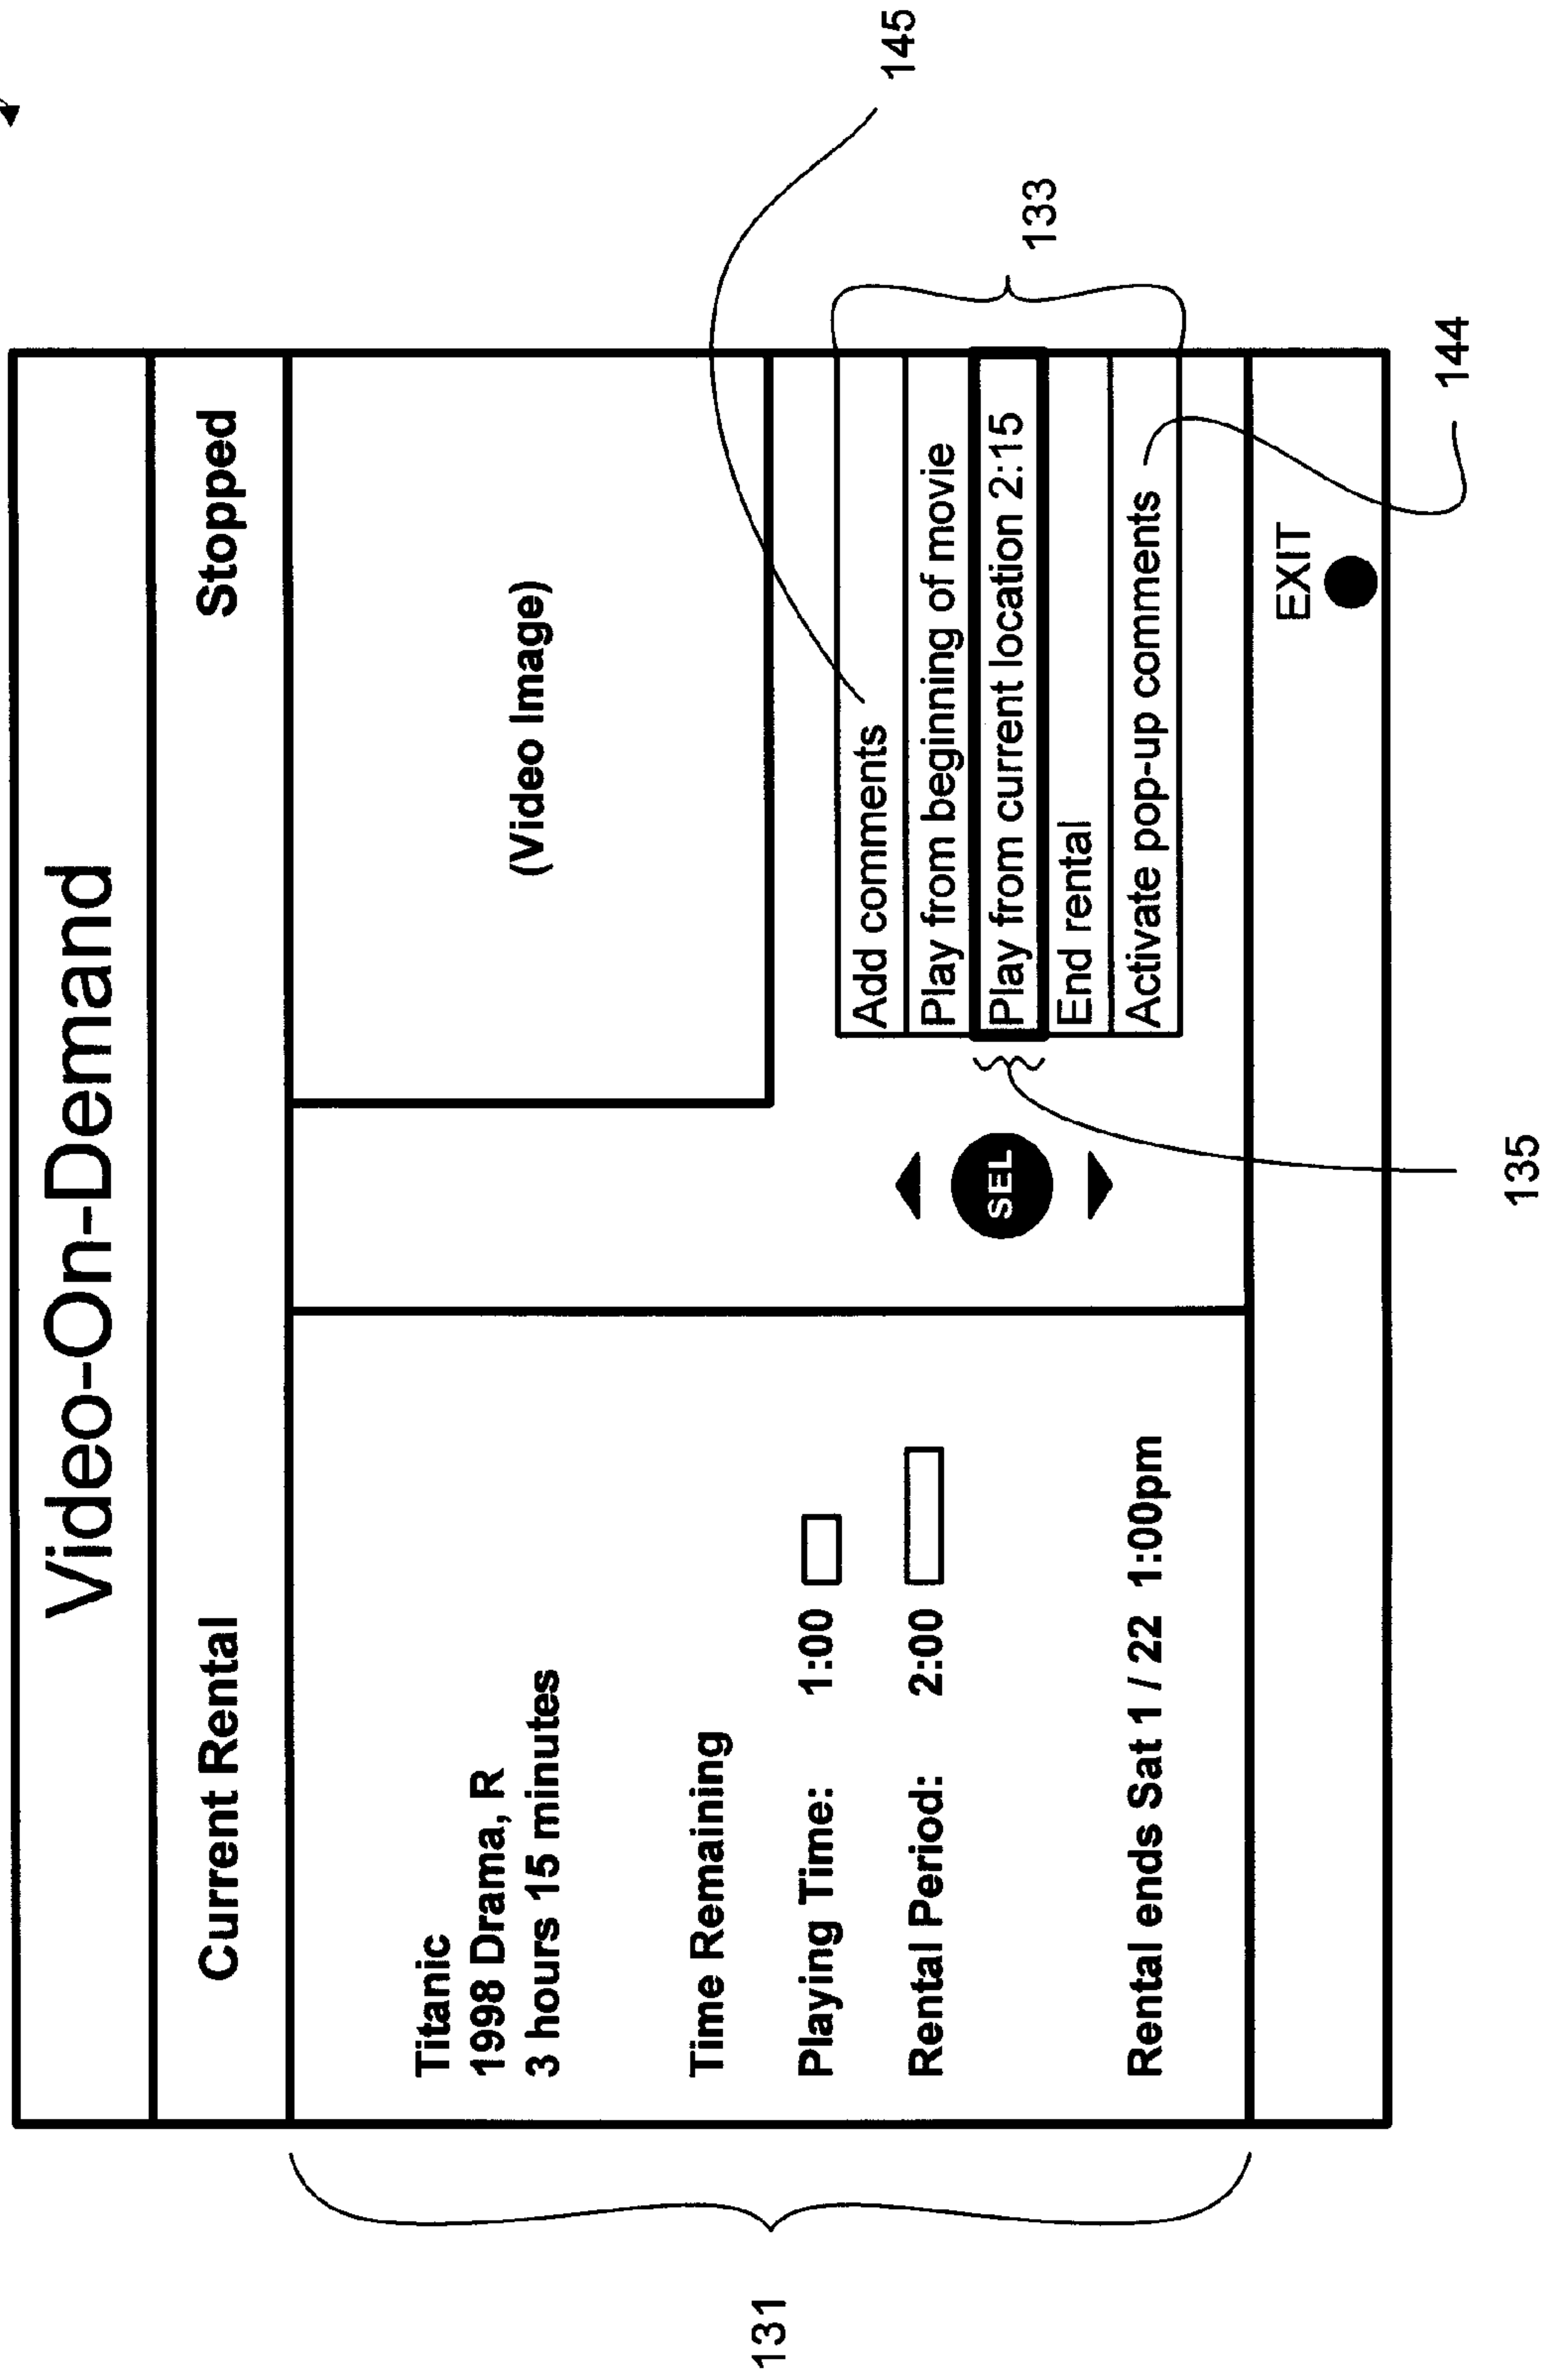 Video-On-Demand
Current Rental
Stopped
Titanic
1998 Drama, R
3 hours 15 minutes
Time Remaining
Playing Time: 1:00
Rental Period: 2:00
Rental ends Sat 1 / 22 1:00pm
(Video Image)
SEL
Add comments
Play from beginning of movie
Play from current location 2:15
End rental
Activate pop-up comments
EXIT
131
135
144
133
145